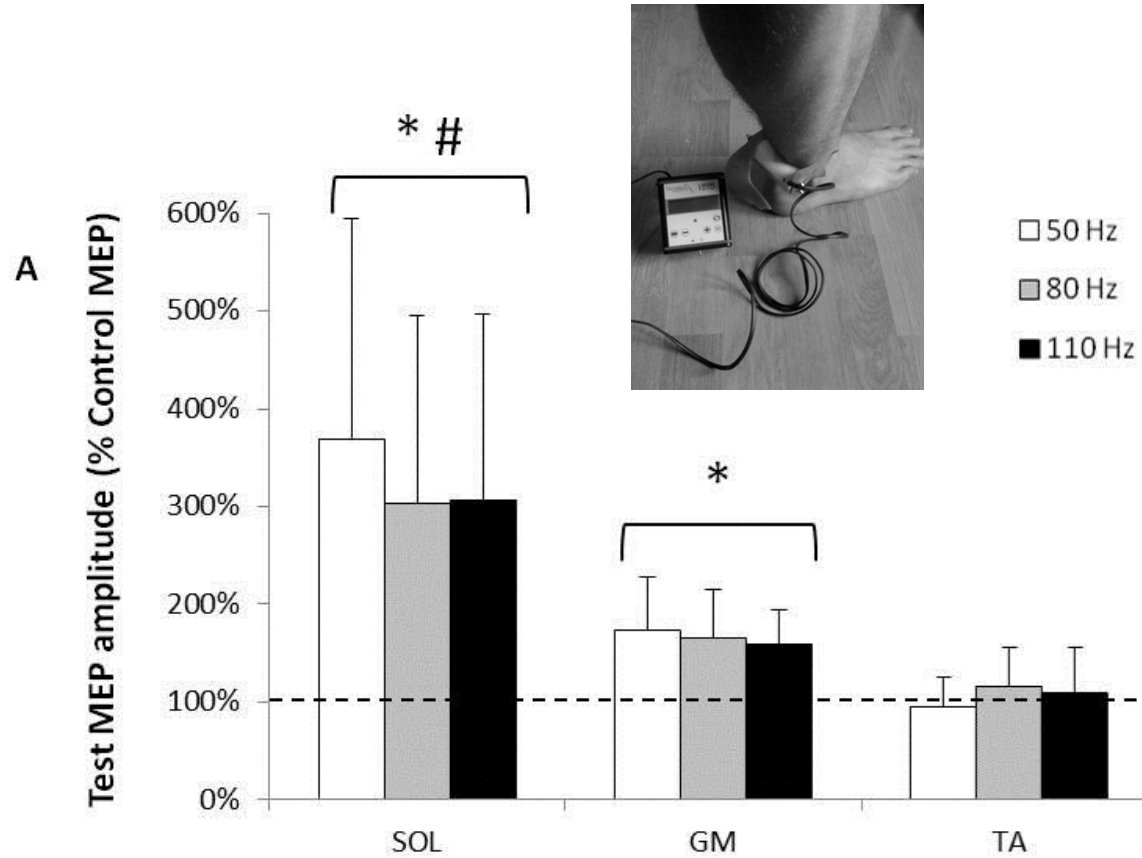 * #
600%
A
500%
400%
300%
200%
100%
0%
Test MEP amplitude (% Control MEP)
*
SOL
GM
TA
50 Hz
80 Hz
110 Hz